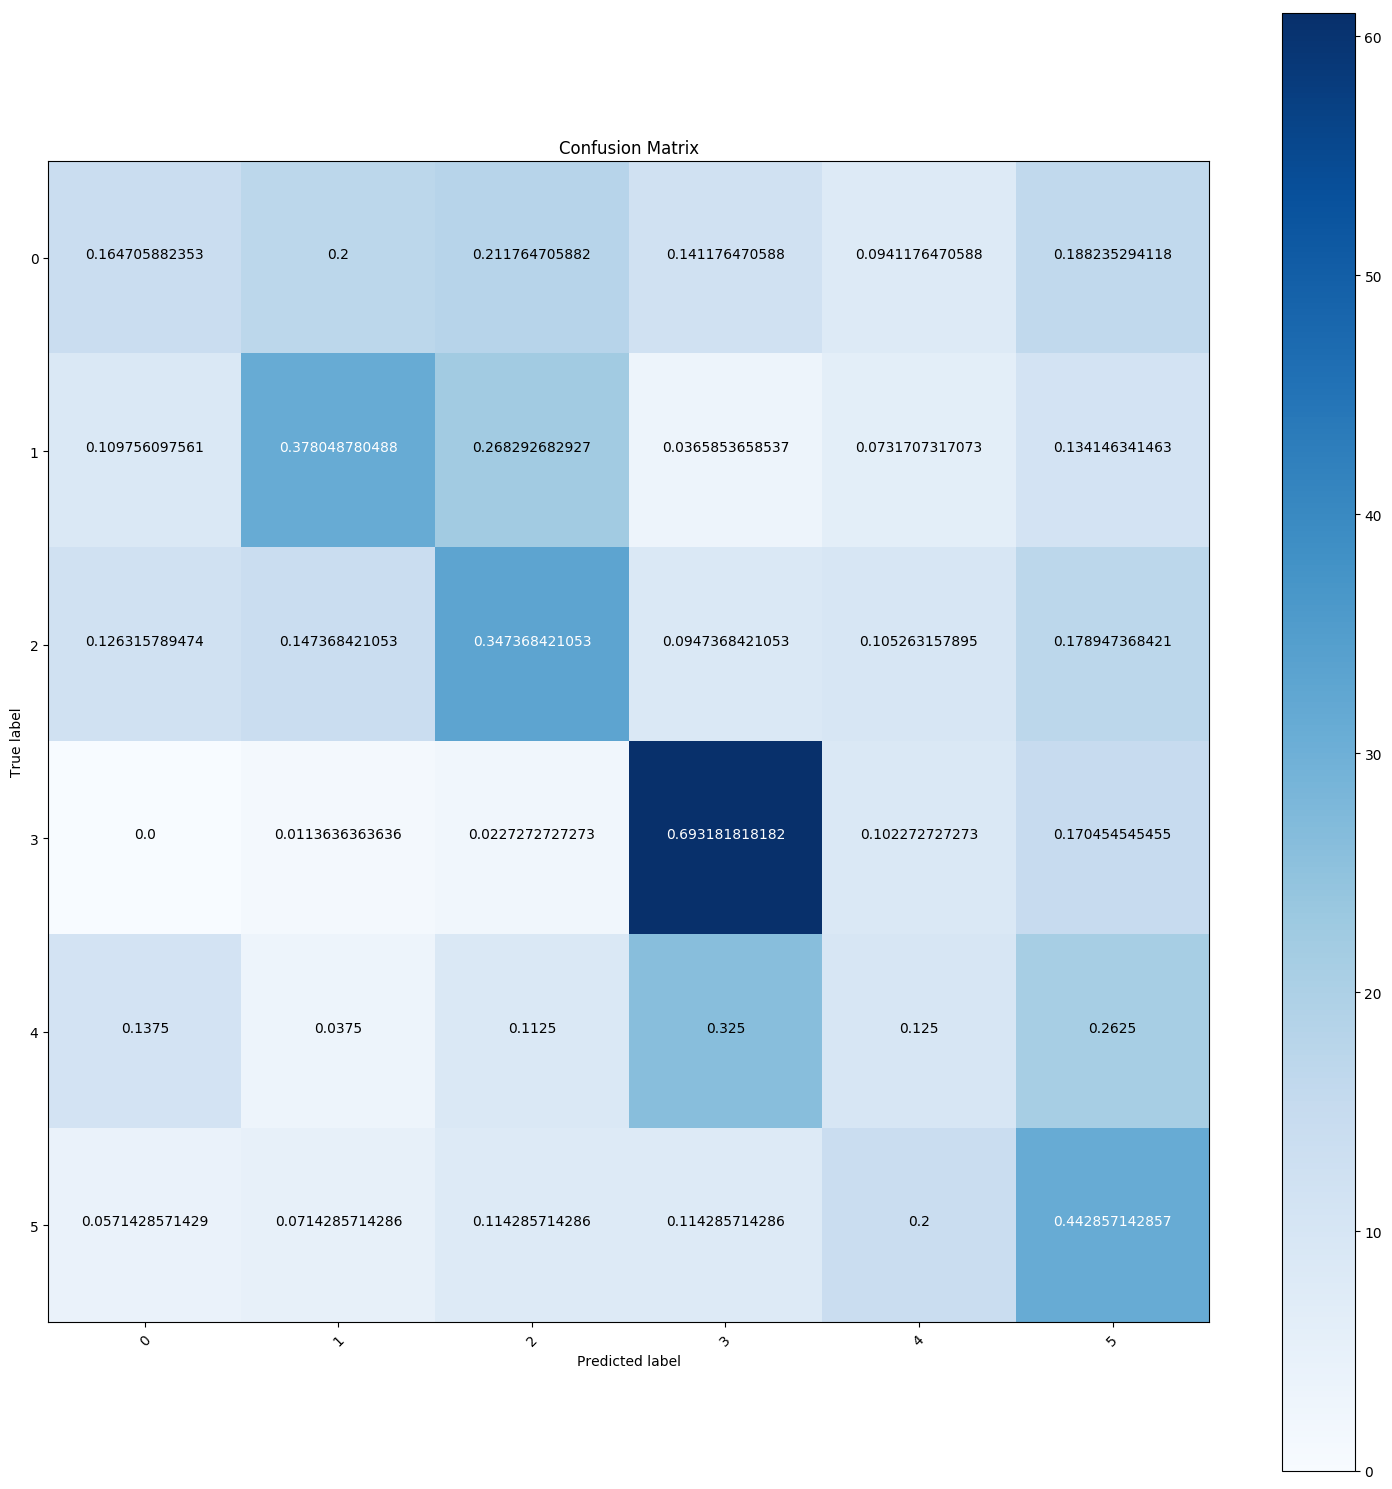 Confusion Matrix
0 0.164705882353 0.2 0.211764705882 0.141176470588 0.0941176470588 0.188235294118
1 0.109756097561 0.378048780488 0.268292682927 0.0365853658537 0.0731707317073 0.134146341463
2 0.126315789474 0.147368421053 0.347368421053 0.0947368421053 0.105263157895 0.178947368421
3 0.0 0.0113636363636 0.0227272727273 0.693181818182 0.102272727273 0.170454545455
4 0.1375 0.0375 0.1125 0.325 0.125 0.2625
5 0.0571428571429 0.0714285714286 0.114285714286 0.114285714286 0.2 0.442857142857
0 1 2 3 4 5
Predicted label
True label
60
50
40
30
20
10
0